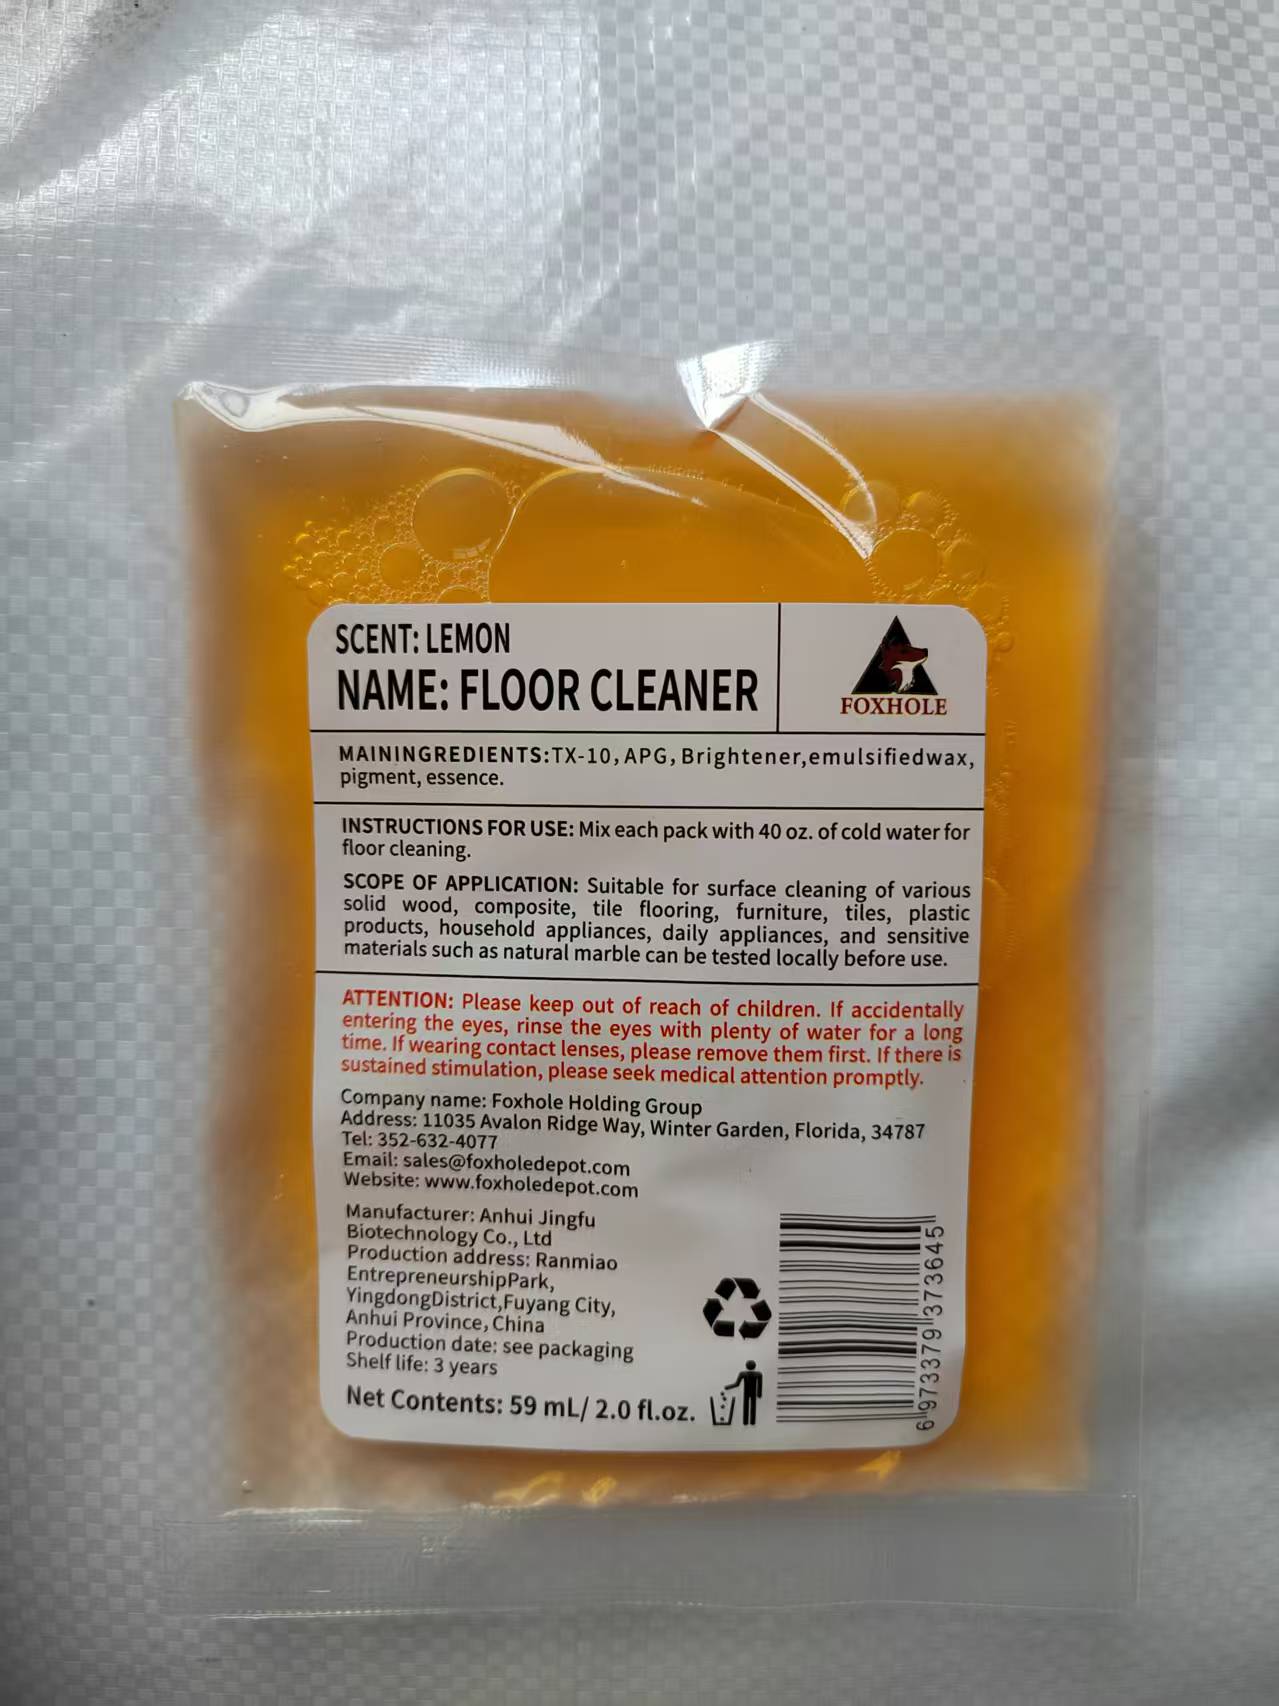 SCENT: LEMON
NAME: FLOOR CLEANER
FOXHOLE
MAININGREDIENTS:TX-10, APG, Brightener,emulsifiedwax,
pigment, essence.
INSTRUCTIONS FOR USE: Mix each pack with 40 oz. of cold water for
floor cleaning.
SCOPE OF APPLICATION: Suitable for surface cleaning of various
solid wood, composite, tile flooring, furniture, tiles, plastic
products, household appliances, daily appliances, and sensitive
materials such as natural marble can be tested locally before use.
ATTENTION: Please keep out of reach of children. If accidentally
entering the eyes, rinse the eyes with plenty of water for a long
time. If wearing contact lenses, please remove them first. If there is
sustained stimulation, please seek medical attention promptly.
Company name: Foxhole Holding Group
Address: 11035 Avalon Ridge Way, Winter Garden, Florida, 34787
Tel: 352-632-4077
Email: sales@foxholedepot.com
Website: www.foxholedepot.com
Manufacturer: Anhui Jingfu
Biotechnology Co., Ltd
Production address: Ranmiao
EntrepreneurshipPark,
YingdongDistrict,Fuyang City,
Anhui Province, China
Production date: see packaging
Shelf life: 3 years
Net Contents: 59 mL/ 2.0 fl.oz.
6 973379 373645